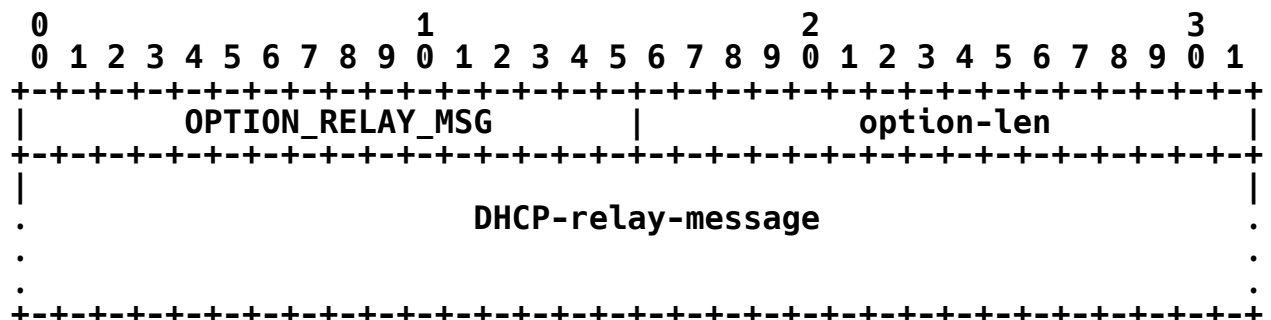 0                   1                   2                   3
 0 1 2 3 4 5 6 7 8 9 0 1 2 3 4 5 6 7 8 9 0 1 2 3 4 5 6 7 8 9 0 1
+-+-+-+-+-+-+-+-+-+-+-+-+-+-+-+-+-+-+-+-+-+-+-+-+-+-+-+-+-+-+-+-+
|        OPTION_RELAY_MSG       |           option-len          |
+-+-+-+-+-+-+-+-+-+-+-+-+-+-+-+-+-+-+-+-+-+-+-+-+-+-+-+-+-+-+-+-+
|                                                               |
.                       DHCP-relay-message                      .
.                                                               .
.                                                               .
+-+-+-+-+-+-+-+-+-+-+-+-+-+-+-+-+-+-+-+-+-+-+-+-+-+-+-+-+-+-+-+-+